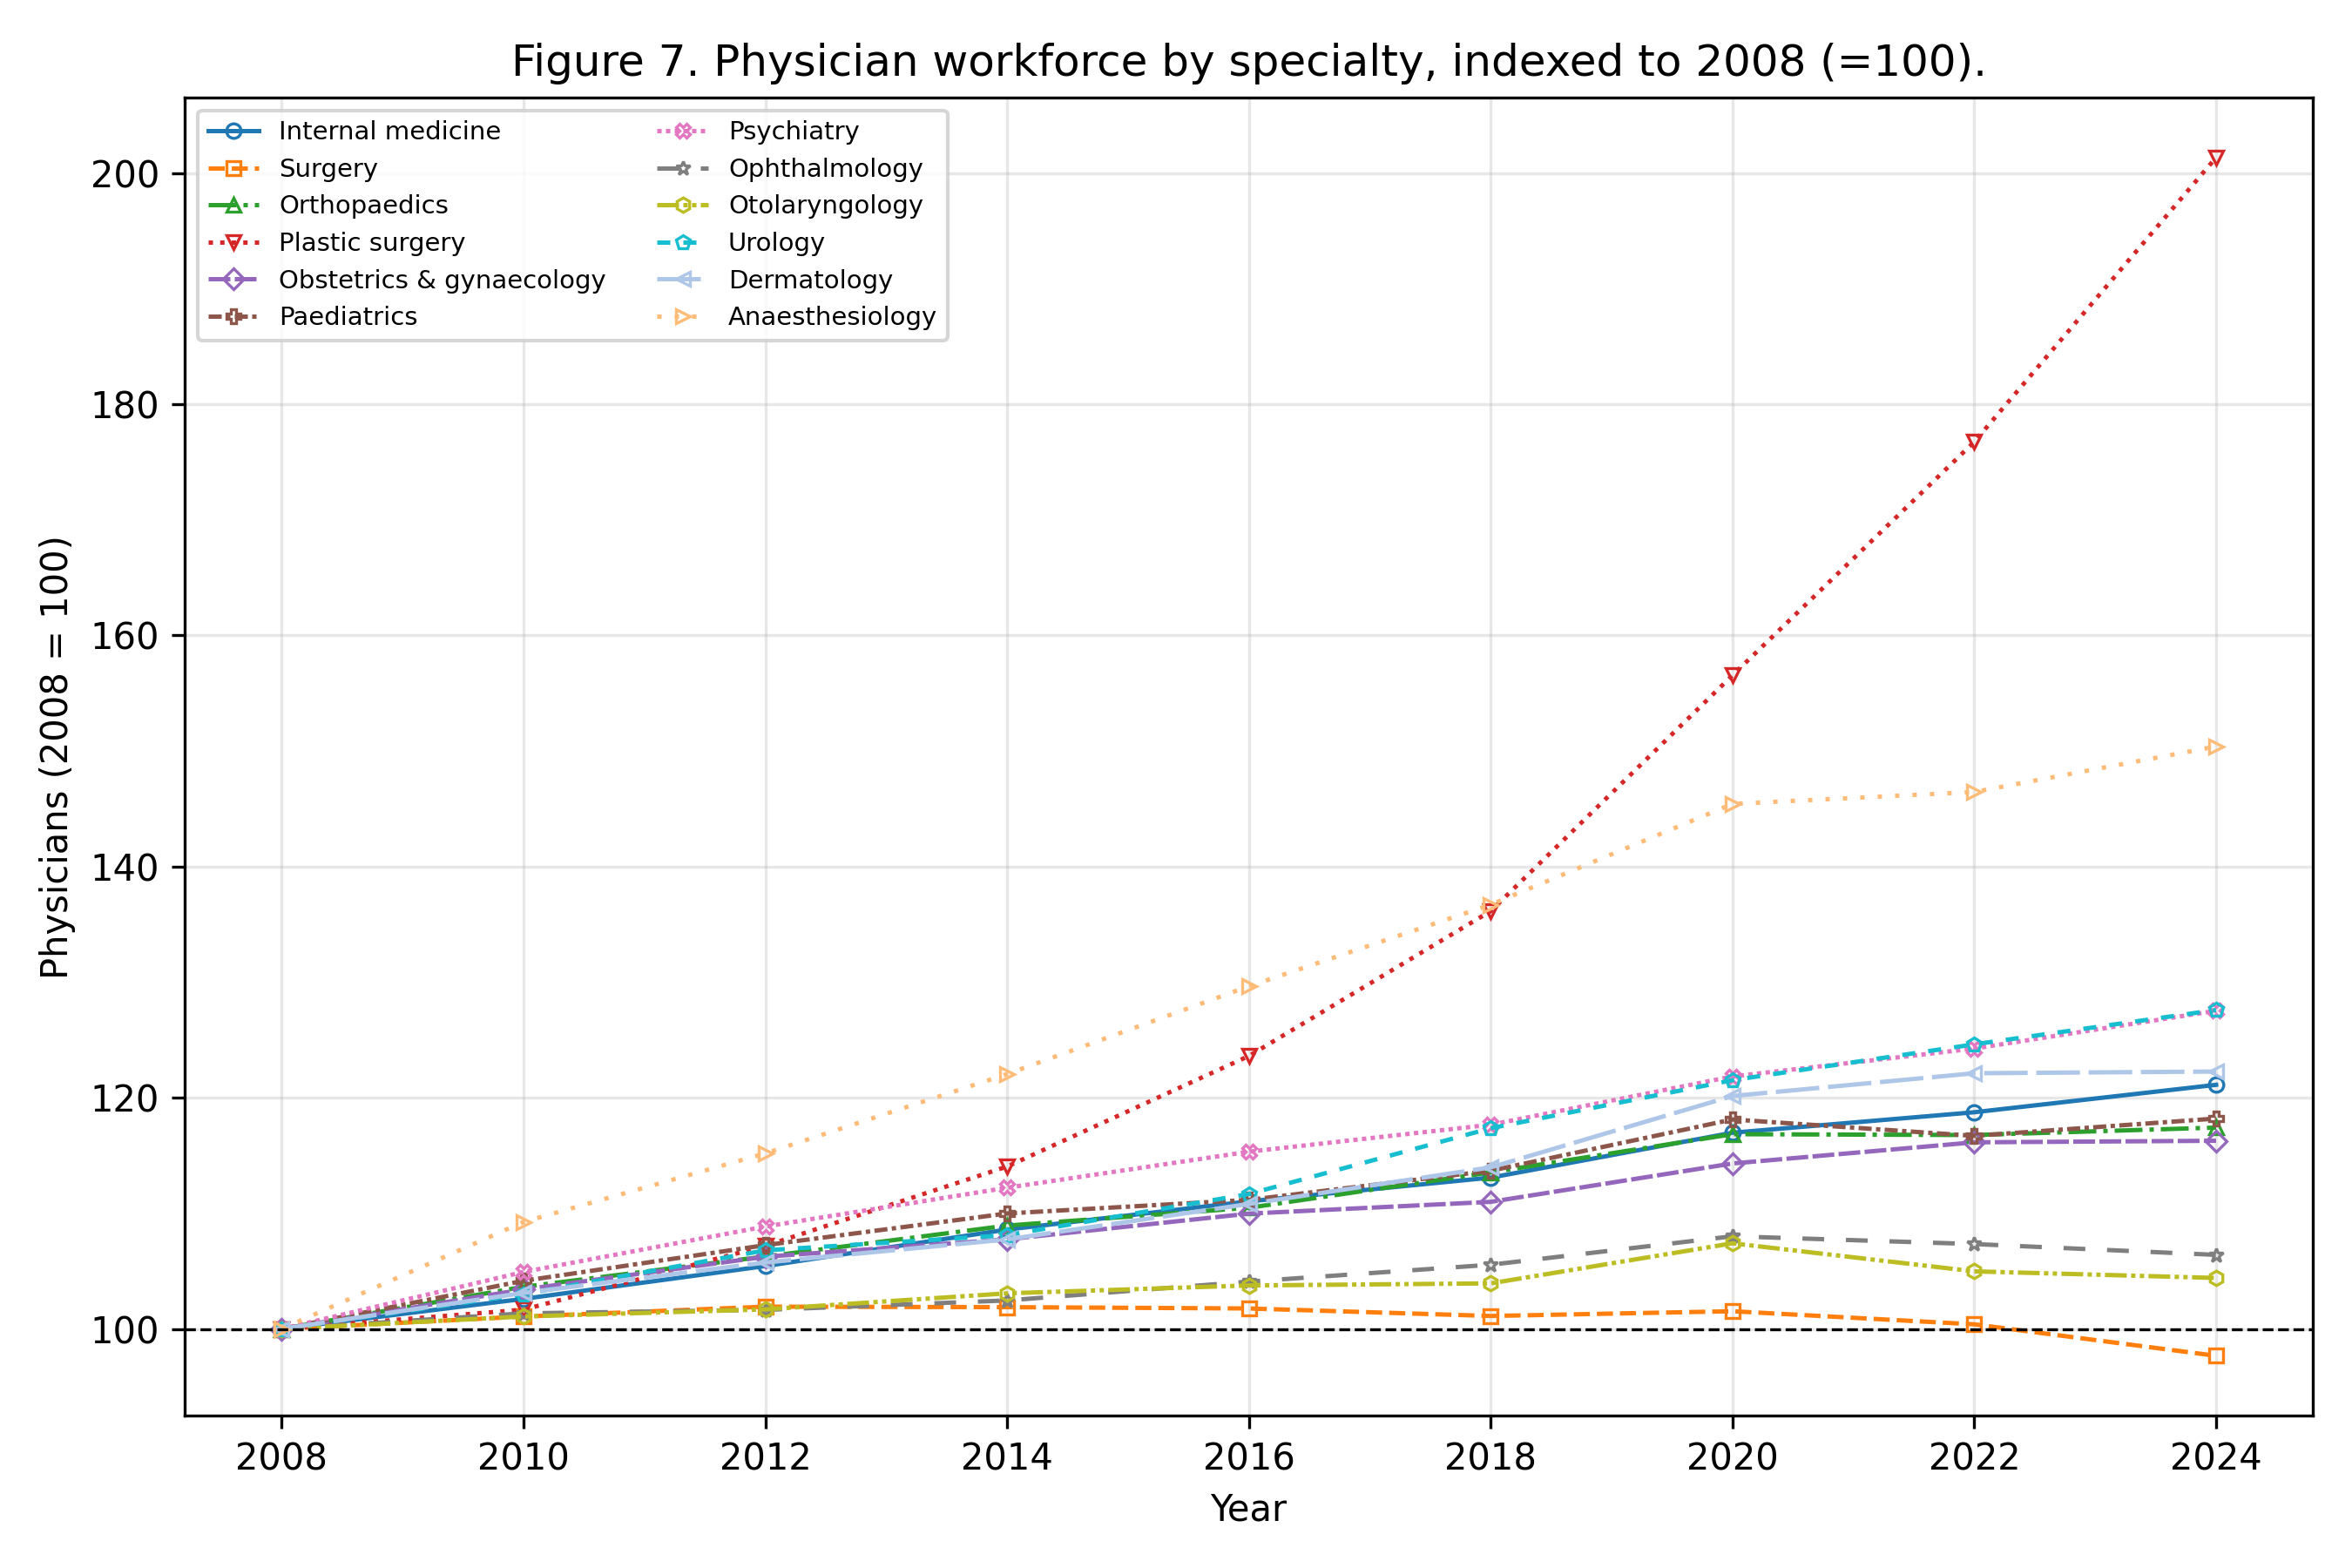 Figure 7. Physician workforce by specialty, indexed to 2008 (=100).
Internal medicine
Surgery
Orthopaedics
Plastic surgery
Obstetrics & gynaecology
Paediatrics
Psychiatry
Ophthalmology
Otolaryngology
Urology
Dermatology
Anaesthesiology
Physicians (2008 = 100)
200
180
160
140
120
100
2008 2010 2012 2014 2016 2018 2020 2022 2024
Year